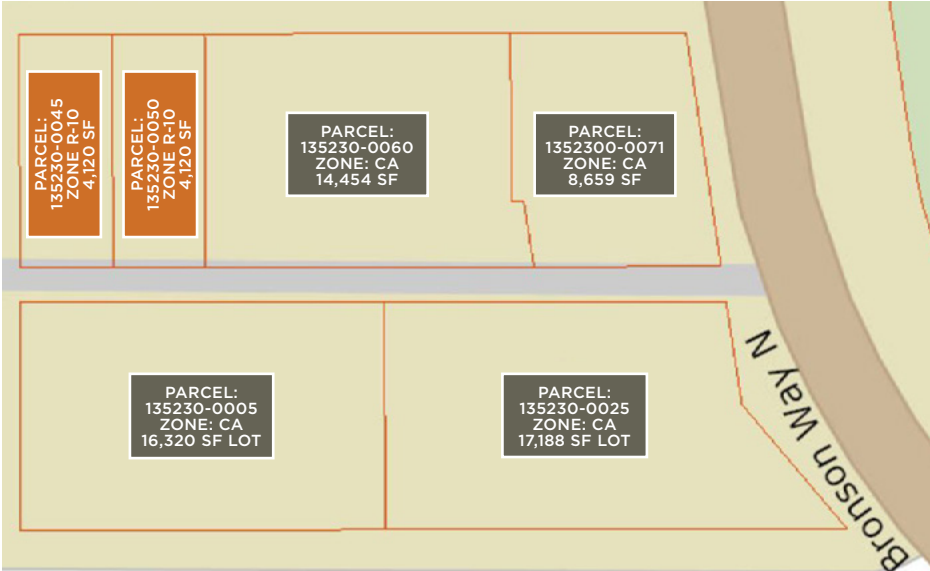 PARCEL:
135230-0045
ZONE R-10
4,120 SF
PARCEL:
135230-0050
ZONE R-10
4,120 SF
PARCEL:
135230-0060
ZONE: CA
14,454 SF
PARCEL:
1352300-0071
ZONE: CA
8,659 SF
PARCEL:
135230-0005
ZONE: CA
16,320 SF LOT
PARCEL:
135230-0025
ZONE: CA
17,188 SF LOT
Bronson Way N